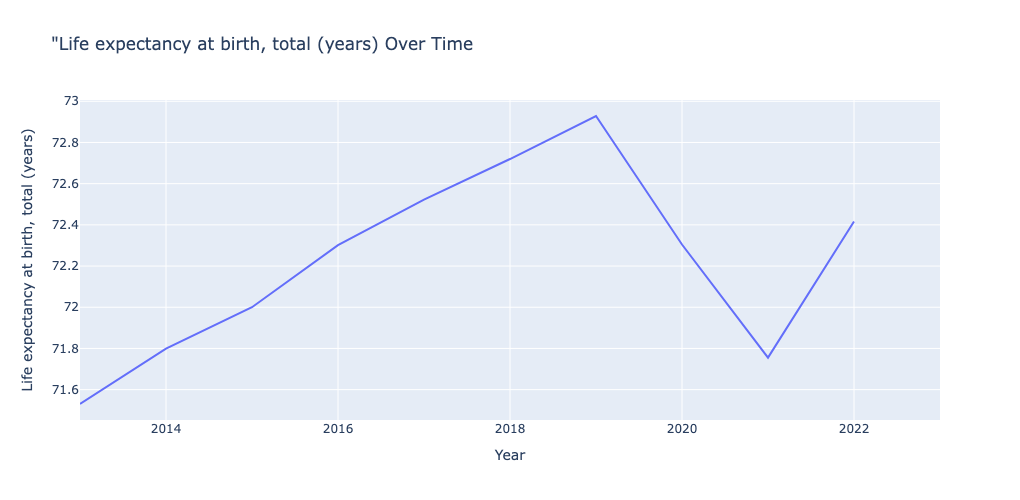 "Life expectancy at birth, total (years) Over Time
Life expectancy at birth, total (years)
73
72.8
72.6
72.4
72.2
72
71.8
71.6
2014 2016 2018 2020 2022
Year